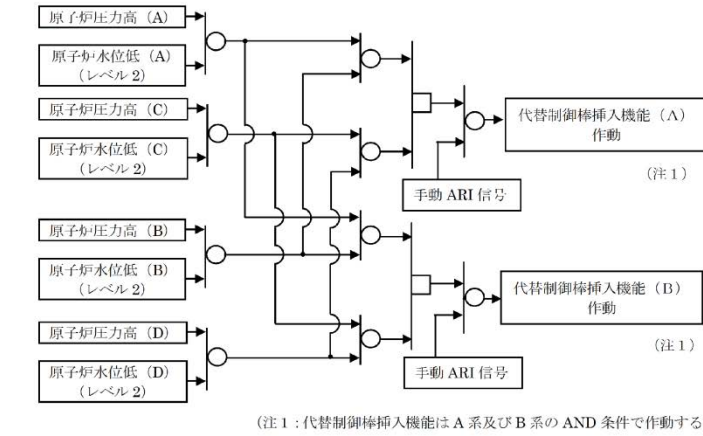 原子炉圧力高（A）
原子炉水位低（A）
（レベル 2）
原子炉圧力高（C）
原子炉水位低（C）
（レベル 2）
原子炉圧力高（B）
原子炉水位低（B）
（レベル 2）
原子炉圧力高（D）
原子炉水位低（D）
（レベル 2）
代替制御棒挿入機能（A）
作動
（注 1）
手動 ARI 信号
代替制御棒挿入機能（B）
作動
（注 1）
手動 ARI 信号
（注 1：代替制御棒挿入機能は A 系及び B 系の AND 条件で作動する